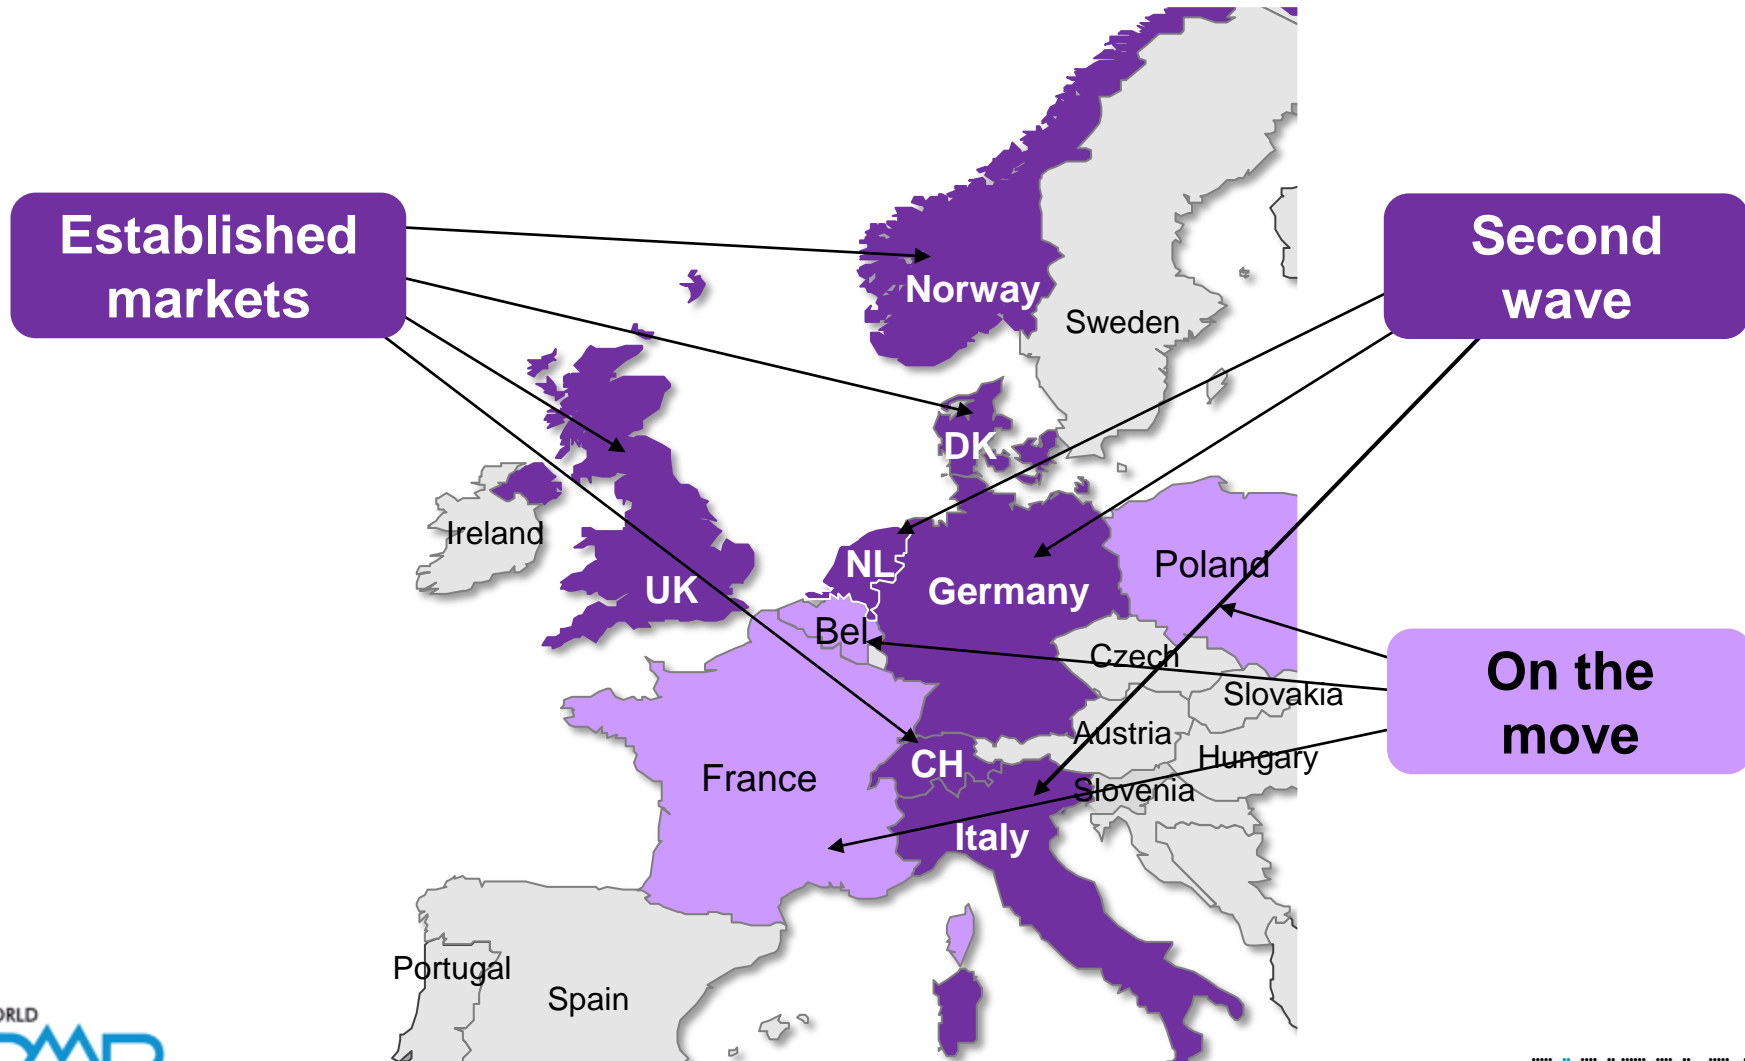 Established
markets
Second
wave
Norway
Sweden
DK
Ireland
NL
UK
Germany
Poland
Bel
Czech
Slovakia
On the
move
Austria
Hungary
CH
France
Slovenia
Italy
Portugal
Spain